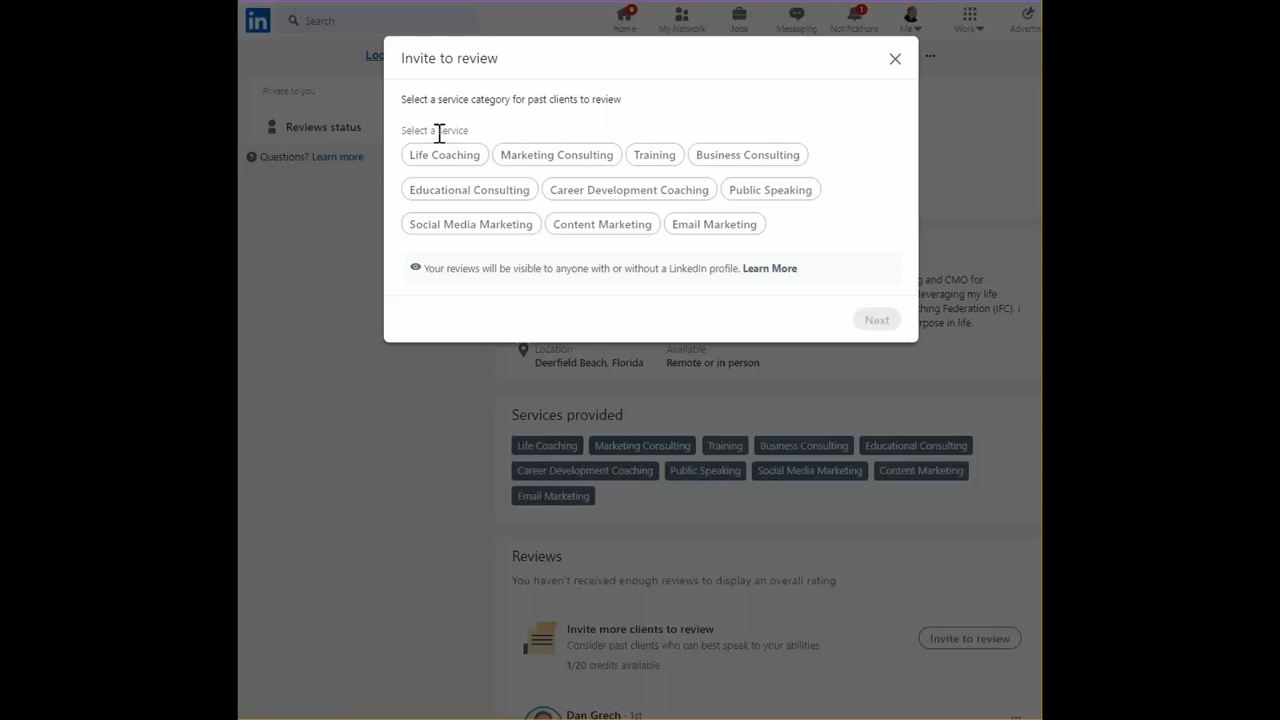 in
Search
Home
My Network
Jobs
Messaging
1
Notifications
Me
Work
Adverti
Loo
Private to you
Reviews status
Questions? Learn more
Invite to review
Select a service category for past clients to review
Select a service
Life Coaching
Marketing Consulting
Training
Business Consulting
Educational Consulting
Career Development Coaching
Public Speaking
Social Media Marketing
Content Marketing
Email Marketing
Your reviews will be visible to anyone with or without a LinkedIn profile. Learn More
Next
g and CMO for
leveraging my life
ching Federation (IFC). I
rpose in life.
Location
Deerfield Beach, Florida
Available
Remote or in person
Services provided
Life Coaching
Marketing Consulting
Training
Business Consulting
Educational Consulting
Career Development Coaching
Public Speaking
Social Media Marketing
Content Marketing
Email Marketing
Reviews
You haven't received enough reviews to display an overall rating
Invite more clients to review
Consider past clients who can best speak to your abilities
1/20 credits available
Invite to review
Dan Grech · 1st